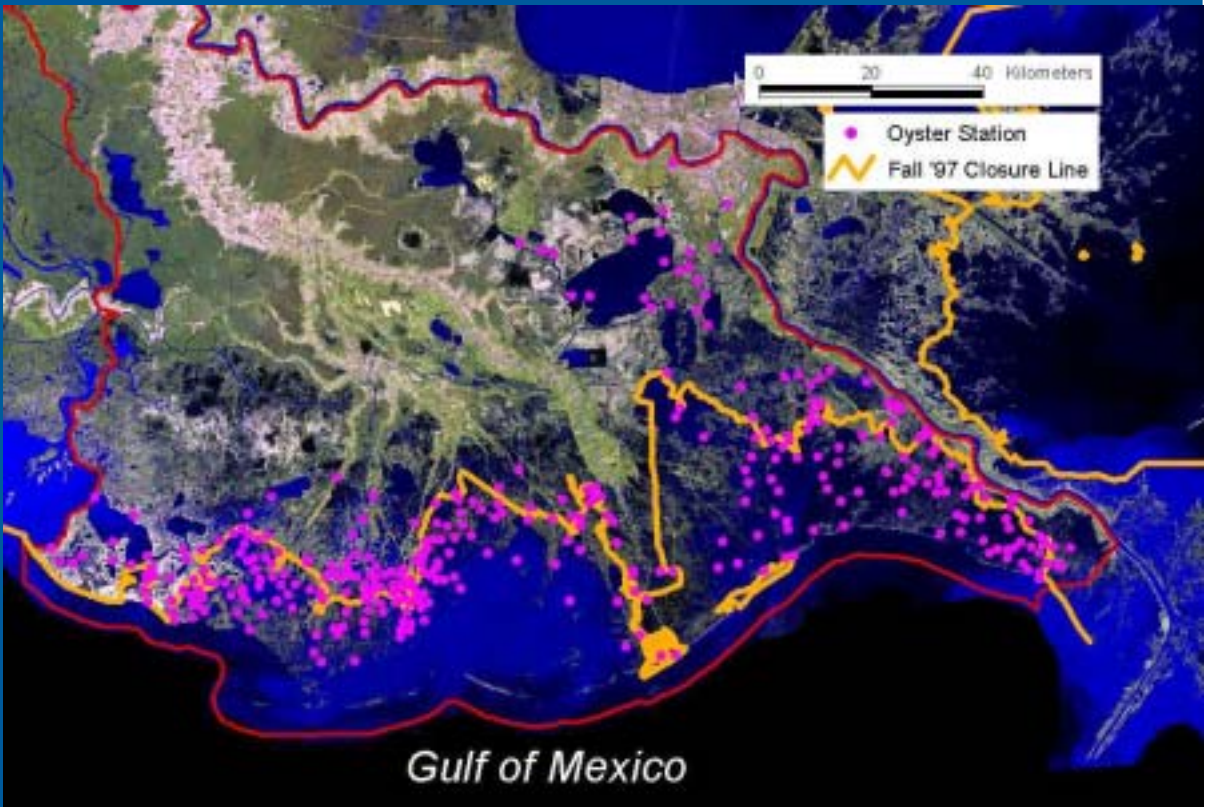 0 20 40 Kilometers
Oyster Station
Fall '97 Closure Line
Gulf of Mexico